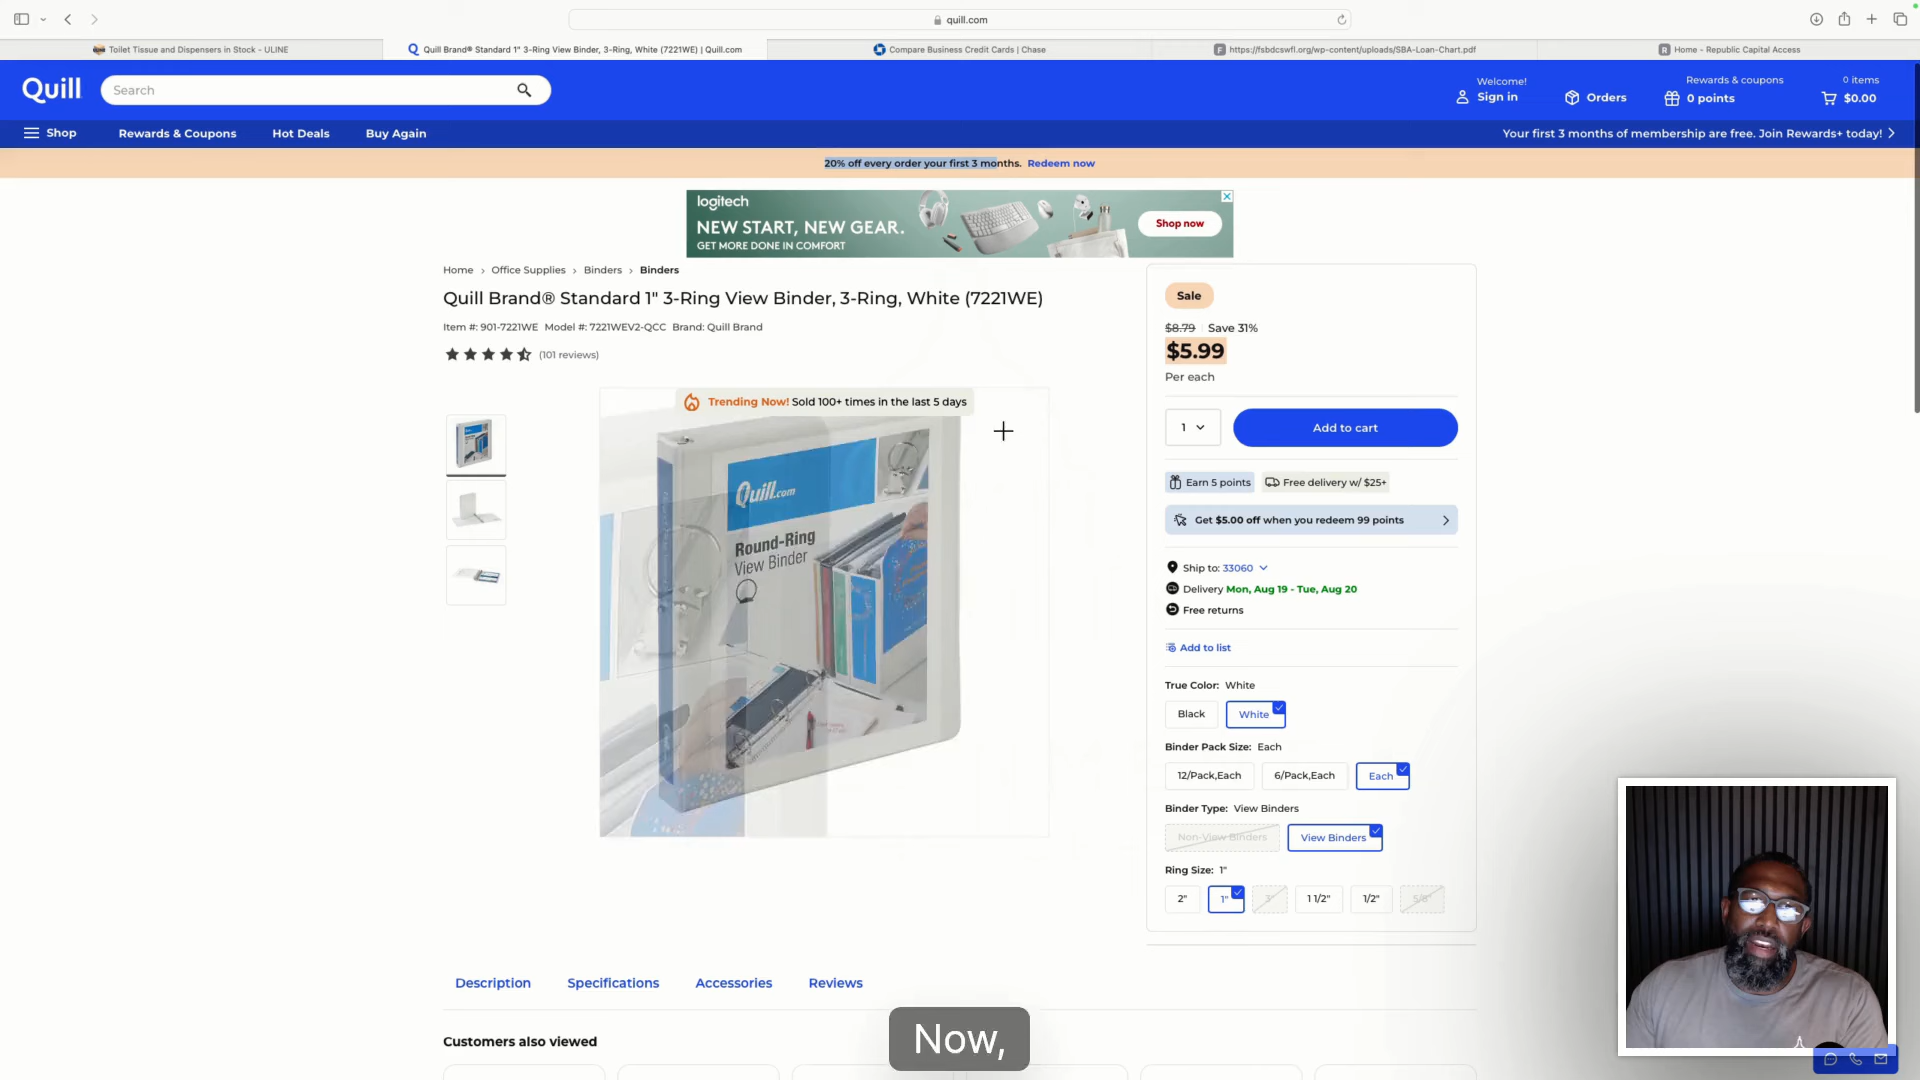 quill.com
Toilet Tissue and Dispensers in Stock - ULINE
Quill Brand® Standard 1" 3-Ring View Binder, 3-Ring, White (7221WE) | Quill.com
Compare Business Credit Cards | Chase
https://fsbdcswfl.org/wp-content/uploads/SBA-Loan-Chart.pdf
Home - Republic Capital Access
Quill
Search
Welcome!
Sign in
Orders
Rewards & coupons
0 points
0 items
$0.00
Shop
Rewards & Coupons
Hot Deals
Buy Again
Your first 3 months of membership are free. Join Rewards+ today!
20% off every order your first 3 months. Redeem now
logitech
NEW START, NEW GEAR.
GET MORE DONE IN COMFORT
Shop now
Home > Office Supplies > Binders > Binders
Quill Brand® Standard 1" 3-Ring View Binder, 3-Ring, White (7221WE)
Item #: 901-7221WE Model #: 7221WEV2-QCC Brand: Quill Brand
(101 reviews)
Trending Now! Sold 100+ times in the last 5 days
Quill.com
Round-Ring
View Binder
Sale
$8.79 Save 31%
$5.99
Per each
1
Add to cart
Earn 5 points
Free delivery w/ $25+
Get $5.00 off when you redeem 99 points
Ship to: 33060
Delivery Mon, Aug 19 - Tue, Aug 20
Free returns
Add to list
True Color: White
Black
White
Binder Pack Size: Each
12/Pack,Each
6/Pack,Each
Each
Binder Type: View Binders
Non-View Binders
View Binders
Ring Size: 1"
2"
1"
3"
1 1/2"
1/2"
5/8"
Description
Specifications
Accessories
Reviews
Customers also viewed
Now,